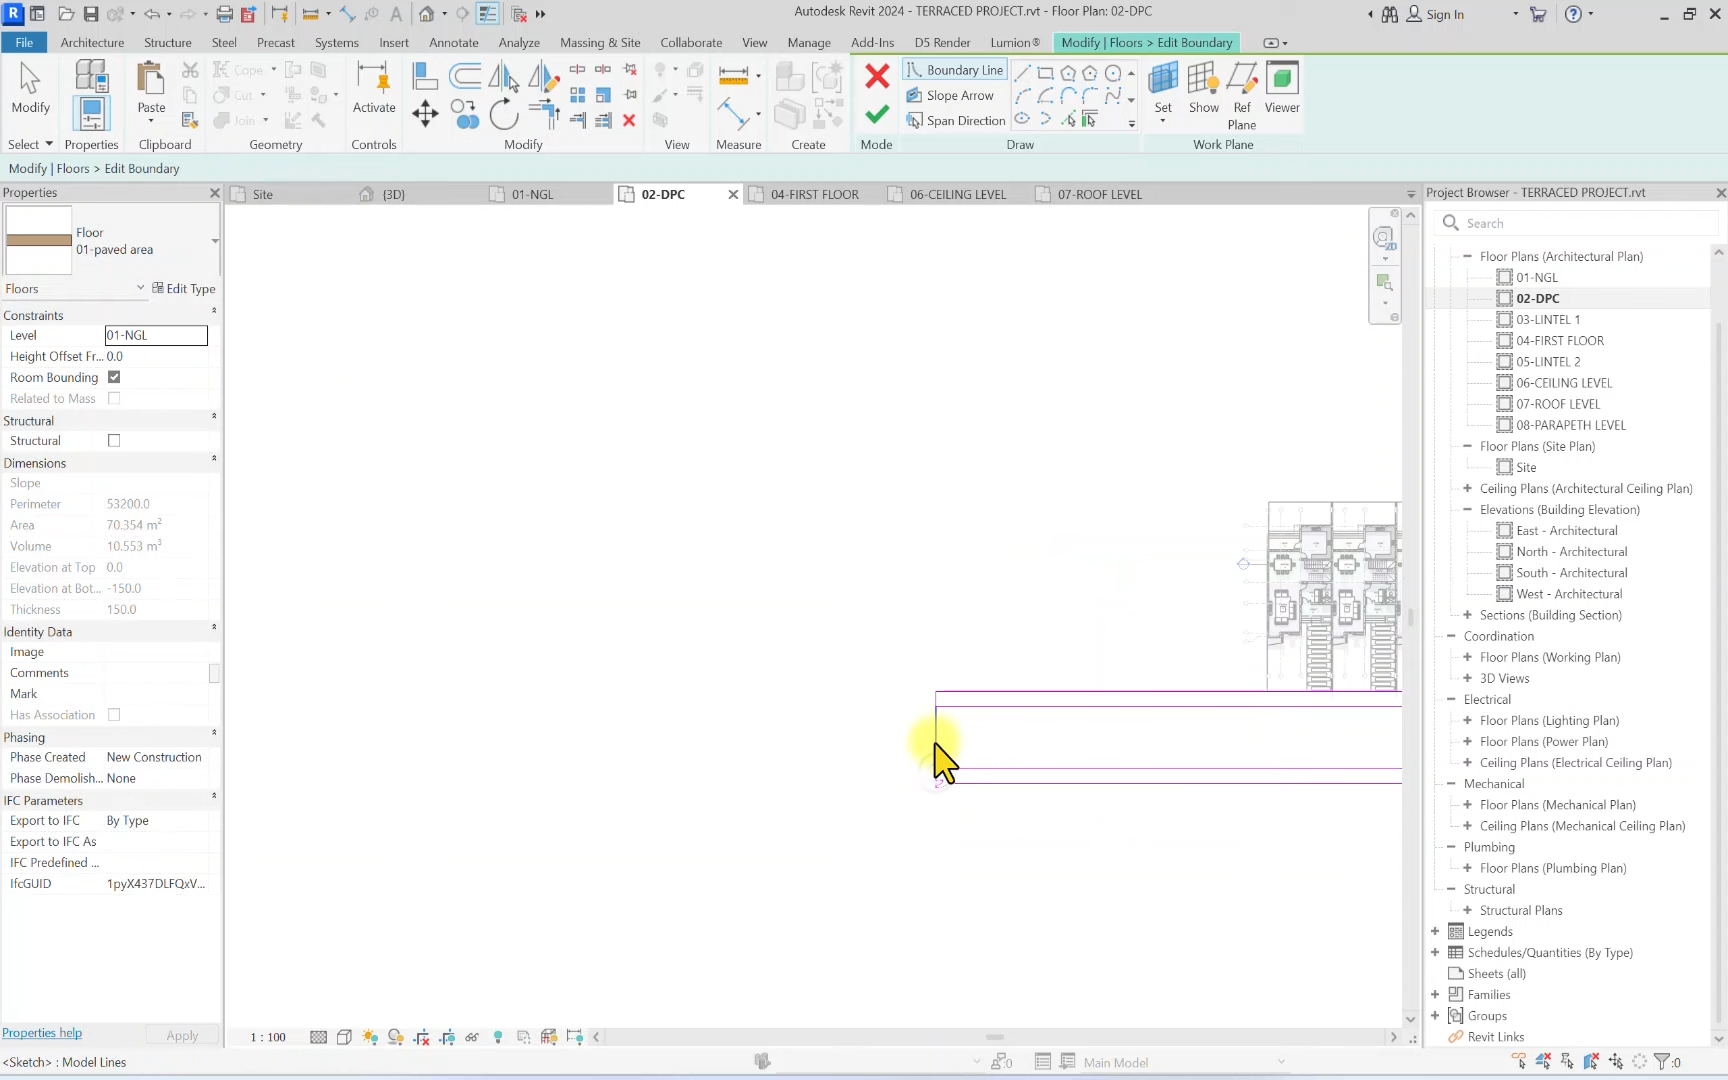 Autodesk Revit 2024 - TERRACED PROJECT.rvt - Floor Plan: 02-DPC
Sign In
File
Architecture
Structure
Steel
Precast
Systems
Insert
Annotate
Analyze
Massing & Site
Collaborate
View
Manage
Add-Ins
D5 Render
Lumion®
Modify | Floors > Edit Boundary
Modify
Paste
Cope
Cut
Join
Activate
Boundary Line
Slope Arrow
Span Direction
Set
Show
Ref
Plane
Viewer
Select
Properties
Clipboard
Geometry
Controls
Modify
View
Measure
Create
Mode
Draw
Work Plane
Modify | Floors > Edit Boundary
Properties
Site
{3D}
01-NGL
02-DPC
04-FIRST FLOOR
06-CEILING LEVEL
07-ROOF LEVEL
Project Browser - TERRACED PROJECT.rvt
Floor
01-paved area
Floors
Edit Type
Constraints
Level 01-NGL
Height Offset Fr... 0.0
Room Bounding
Related to Mass
Structural
Structural
Dimensions
Slope
Perimeter 53200.0
Area 70.354 m²
Volume 10.553 m³
Elevation at Top 0.0
Elevation at Bot... -150.0
Thickness 150.0
Identity Data
Image
Comments
Mark
Has Association
Phasing
Phase Created New Construction
Phase Demolish... None
IFC Parameters
Export to IFC By Type
Export to IFC As
IFC Predefined ...
IfcGUID 1pyX437DLFQxV...
Properties help
Apply
Search
Floor Plans (Architectural Plan)
01-NGL
02-DPC
03-LINTEL 1
04-FIRST FLOOR
05-LINTEL 2
06-CEILING LEVEL
07-ROOF LEVEL
08-PARAPETH LEVEL
Floor Plans (Site Plan)
Site
Ceiling Plans (Architectural Ceiling Plan)
Elevations (Building Elevation)
East - Architectural
North - Architectural
South - Architectural
West - Architectural
Sections (Building Section)
Coordination
Floor Plans (Working Plan)
3D Views
Electrical
Floor Plans (Lighting Plan)
Floor Plans (Power Plan)
Ceiling Plans (Electrical Ceiling Plan)
Mechanical
Floor Plans (Mechanical Plan)
Ceiling Plans (Mechanical Ceiling Plan)
Plumbing
Floor Plans (Plumbing Plan)
Structural
Structural Plans
Legends
Schedules/Quantities (By Type)
Sheets (all)
Families
Groups
Revit Links
1 : 100
<Sketch> : Model Lines
:0
Main Model
:0